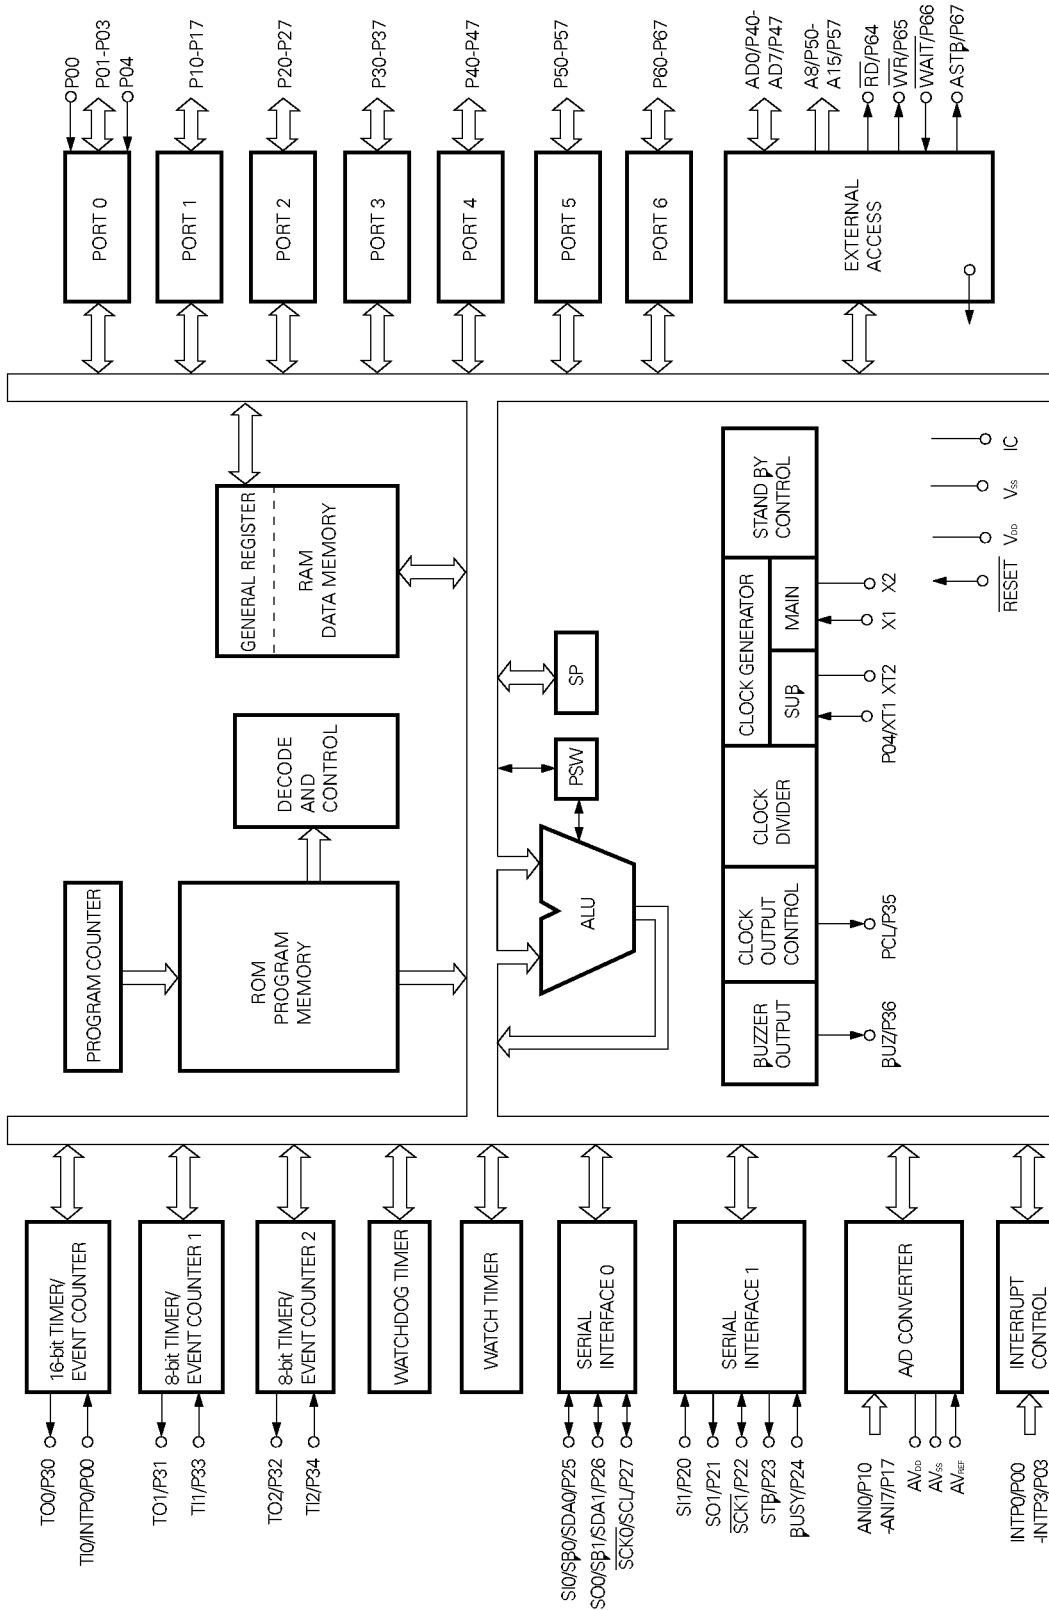 TO0/P30
TI0/INTP0/P00
16-bit TIMER/
EVENT COUNTER
TO1/P31
TI1/P33
8-bit TIMER/
EVENT COUNTER 1
TO2/P32
TI2/P34
8-bit TIMER/
EVENT COUNTER 2
WATCHDOG TIMER
WATCH TIMER
SI0/SB0/SDA0/P25
SO0/SB1/SDA1/P26
SCK0/SCL/P27
SERIAL
INTERFACE 0
SI1/P20
SO1/P21
SCK1/P22
STB/P23
BUSY/P24
SERIAL
INTERFACE 1
ANI0/P10
-ANI7/P17
AVDD
AVSS
AVREF
A/D CONVERTER
INTP0/P00
-INTP3/P03
INTERRUPT
CONTROL
PROGRAM COUNTER
ROM
PROGRAM
MEMORY
DECODE
AND
CONTROL
GENERAL REGISTER
RAM
DATA MEMORY
ALU
PSW
SP
BUZZER
OUTPUT
CLOCK
OUTPUT
CONTROL
CLOCK
DIVIDER
CLOCK GENERATOR
SUB
MAIN
STAND BY
CONTROL
BUZ/P36
PCL/P35
P04/XT1
XT2
X1
X2
RESET
VDD
VSS
IC
PORT 0
P00
P01-P03
P04
PORT 1
P10-P17
PORT 2
P20-P27
PORT 3
P30-P37
PORT 4
P40-P47
PORT 5
P50-P57
PORT 6
P60-P67
EXTERNAL
ACCESS
AD0/P40-
AD7/P47
A8/P50-
A15/P57
RD/P64
WR/P65
WAIT/P66
ASTB/P67